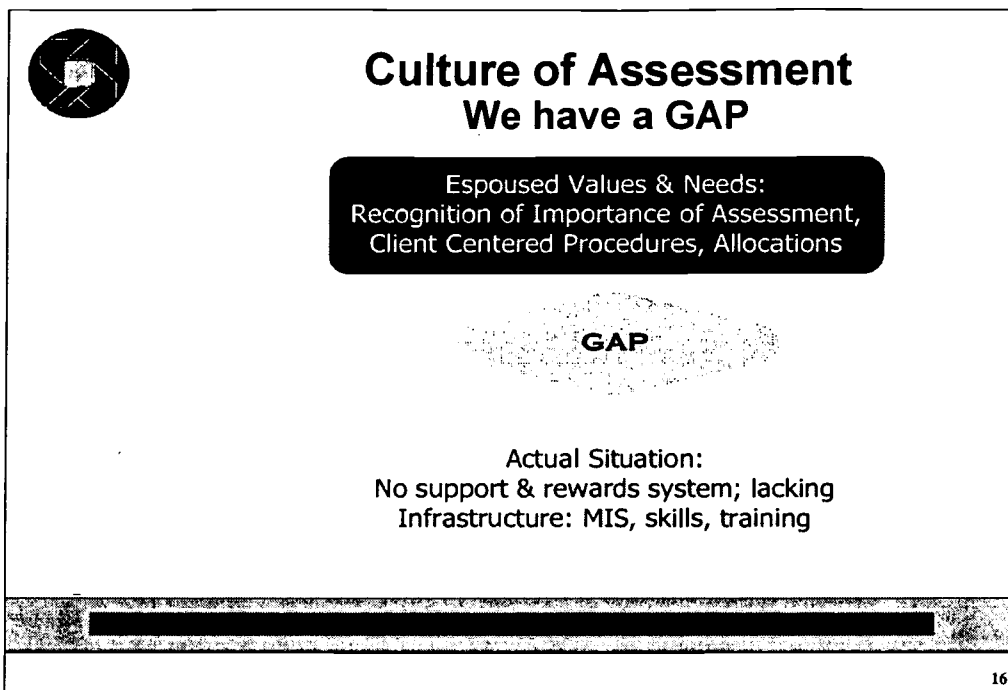 Culture of Assessment
We have a GAP
Espoused Values & Needs:
Recognition of Importance of Assessment,
Client Centered Procedures, Allocations
GAP
Actual Situation:
No support & rewards system; lacking
Infrastructure: MIS, skills, training
16